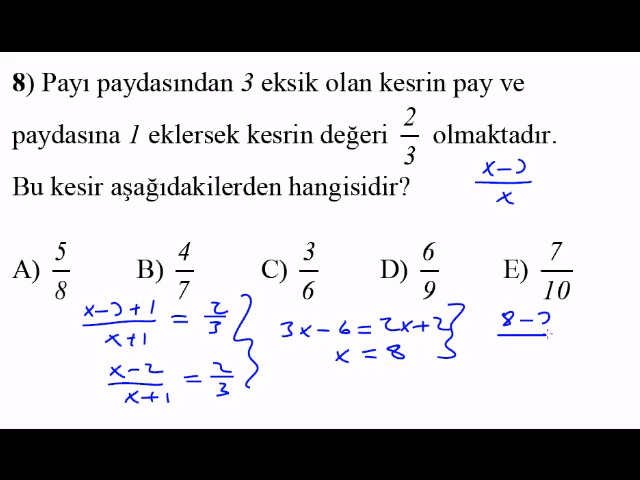 8) Payı paydasından 3 eksik olan kesrin pay ve
paydasına 1 eklersek kesrin değeri 2/3 olmaktadır.
Bu kesir aşağıdakilerden hangisidir?
x-3/x
A) 5/8 B) 4/7 C) 3/6 D) 6/9 E) 7/10
x-3+1/x+1 = 2/3
x-2/x+1 = 2/3
3x-6=2x+2
x=8
8-3